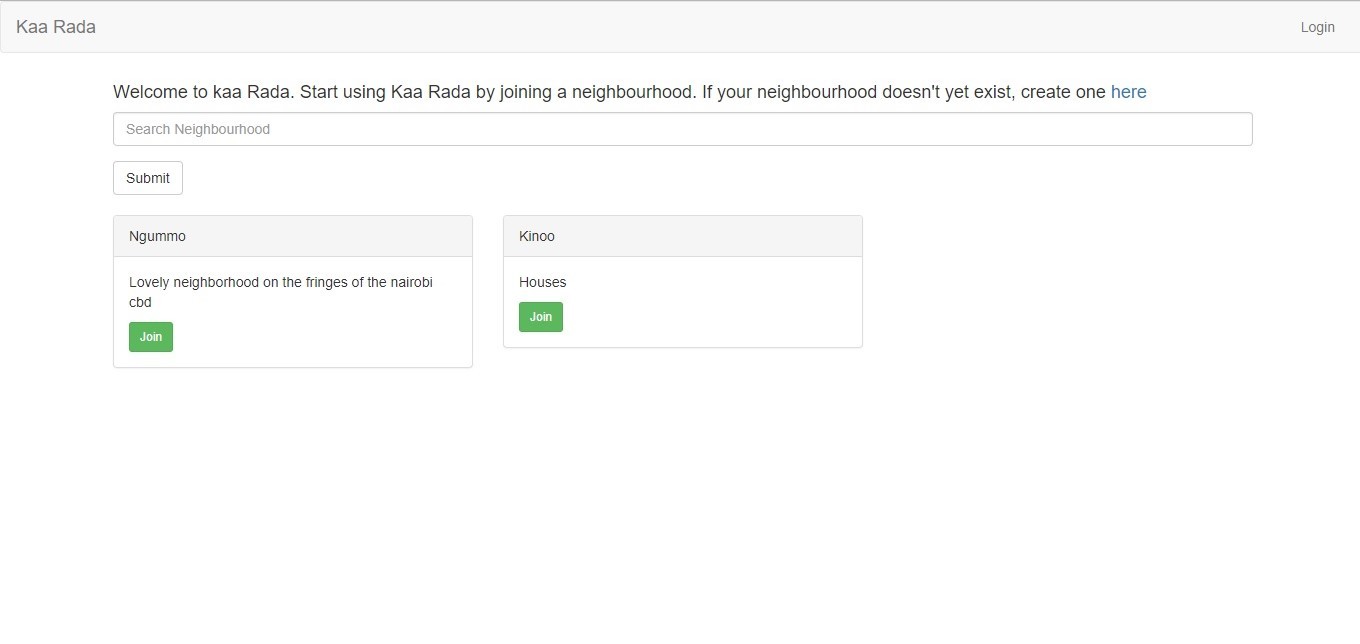 Kaa Rada
Login
Welcome to kaa Rada. Start using Kaa Rada by joining a neighbourhood. If your neighbourhood doesn't yet exist, create one here
Search Neighbourhood
Submit
Ngummo
Lovely neighborhood on the fringes of the nairobi
cbd
Join
Kinoo
Houses
Join